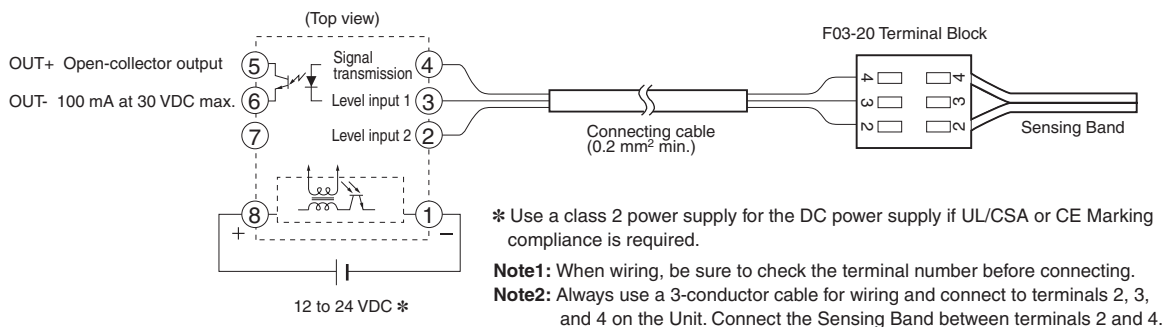 (Top view)
F03-20 Terminal Block
OUT+ Open-collector output
5
Signal
transmission
4
OUT- 100 mA at 30 VDC max.
6
Level input 1
3
7
Level input 2
2
Connecting cable
(0.2 mm² min.)
4
4
3
3
2
2
Sensing Band
8
1
+
−
12 to 24 VDC ✻
✻ Use a class 2 power supply for the DC power supply if UL/CSA or CE Marking
compliance is required.
Note1: When wiring, be sure to check the terminal number before connecting.
Note2: Always use a 3-conductor cable for wiring and connect to terminals 2, 3,
and 4 on the Unit. Connect the Sensing Band between terminals 2 and 4.